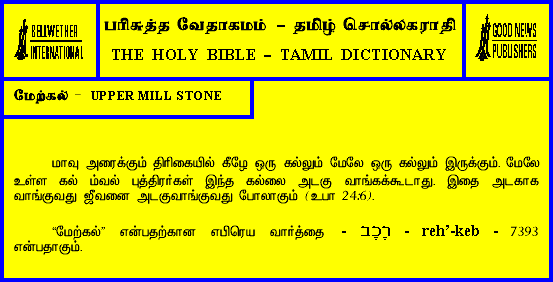 BELLWETHER
INTERNATIONAL
பரிசுத்த வேதாகமம் – தமிழ் சொல்லகராதி
THE HOLY BIBLE – TAMIL DICTIONARY
GOOD NEWS
PUBLISHERS
மேற்கல் – UPPER MILL STONE
மாவு அரைக்கும் திரிகையில் கீழே ஒரு கல்லும் மேலே ஒரு கல்லும் இருக்கும். மேலே
உள்ள கல் ம்வல் புத்திரர்கள் இந்த கல்லை அடகு வாங்கக்கூடாது. இதை அடகாக
வாங்குவது ஜீவனை அடகுவாங்குவது போலாகும் (உபா 24:6).
“மேற்கல்” என்பதற்கான எபிரெய வார்த்தை - רָכֶב - reh’-keb - 7393
என்பதாகும்.